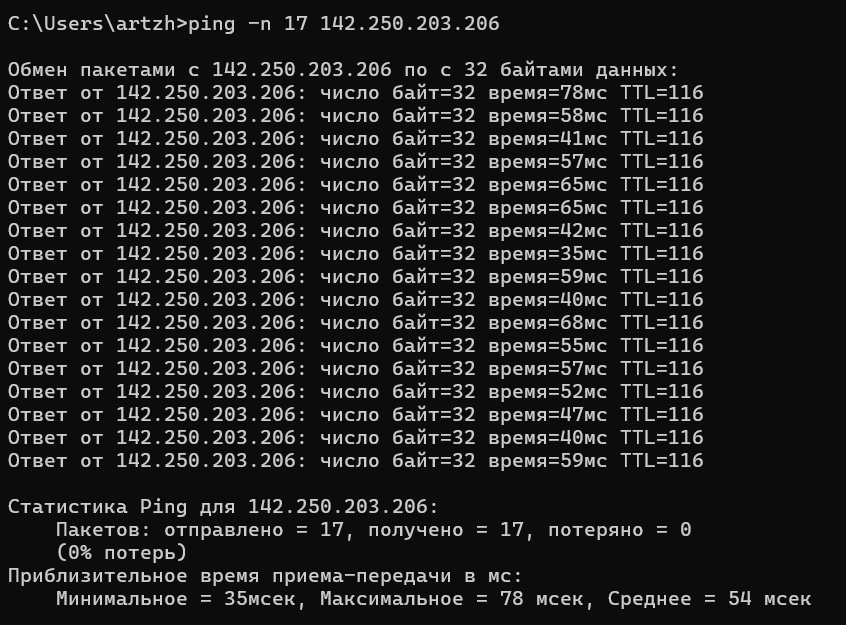 C:\Users\artzh>ping -n 17 142.250.203.206
Обмен пакетами с 142.250.203.206 по с 32 байтами данных:
Ответ от 142.250.203.206: число байт=32 время=78мс TTL=116
Ответ от 142.250.203.206: число байт=32 время=58мс TTL=116
Ответ от 142.250.203.206: число байт=32 время=41мс TTL=116
Ответ от 142.250.203.206: число байт=32 время=57мс TTL=116
Ответ от 142.250.203.206: число байт=32 время=65мс TTL=116
Ответ от 142.250.203.206: число байт=32 время=65мс TTL=116
Ответ от 142.250.203.206: число байт=32 время=42мс TTL=116
Ответ от 142.250.203.206: число байт=32 время=35мс TTL=116
Ответ от 142.250.203.206: число байт=32 время=59мс TTL=116
Ответ от 142.250.203.206: число байт=32 время=40мс TTL=116
Ответ от 142.250.203.206: число байт=32 время=68мс TTL=116
Ответ от 142.250.203.206: число байт=32 время=55мс TTL=116
Ответ от 142.250.203.206: число байт=32 время=57мс TTL=116
Ответ от 142.250.203.206: число байт=32 время=52мс TTL=116
Ответ от 142.250.203.206: число байт=32 время=47мс TTL=116
Ответ от 142.250.203.206: число байт=32 время=40мс TTL=116
Ответ от 142.250.203.206: число байт=32 время=59мс TTL=116
Статистика Ping для 142.250.203.206:
Пакетов: отправлено = 17, получено = 17, потеряно = 0
(0% потерь)
Приблизительное время приема-передачи в мс:
Минимальное = 35мсек, Максимальное = 78 мсек, Среднее = 54 мсек